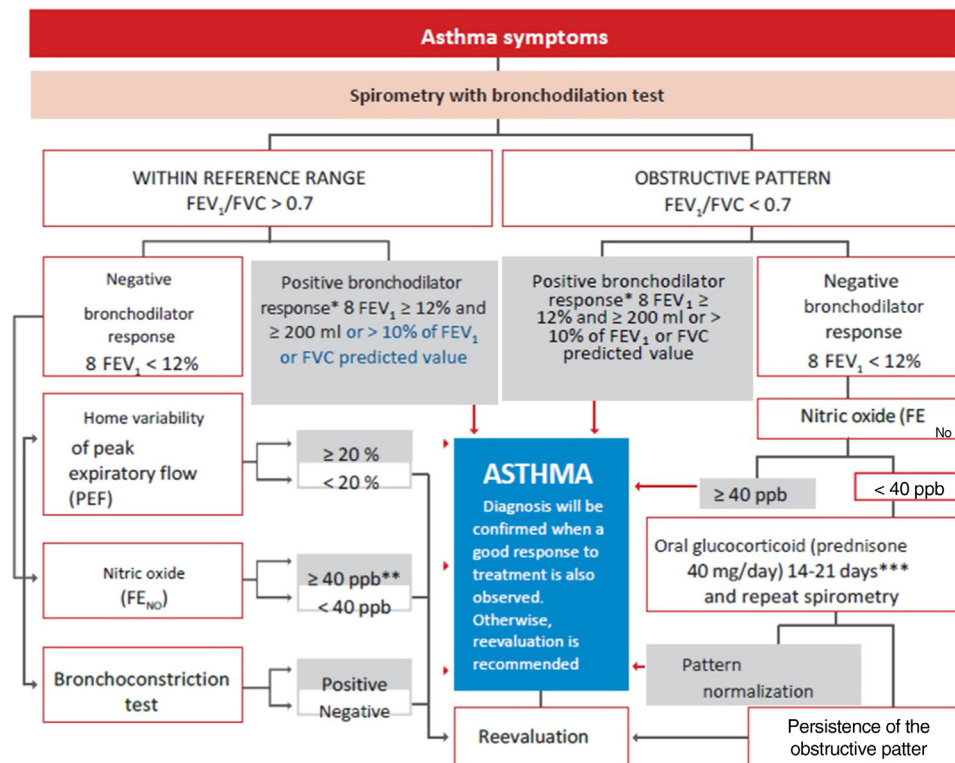 Asthma symptoms
Spirometry with bronchodilation test
WITHIN REFERENCE RANGE
FEV₁/FVC > 0.7
OBSTRUCTIVE PATTERN
FEV₁/FVC < 0.7
Negative
bronchodilator
response
8 FEV₁ < 12%
Positive bronchodilator
response* 8 FEV₁ ≥ 12% and
≥ 200 ml or > 10% of FEV₁
or FVC predicted value
Positive bronchodilator
response* 8 FEV₁ ≥
12% and ≥ 200 ml or >
10% of FEV₁ or FVC
predicted value
Negative
bronchodilator
response
8 FEV₁ < 12%
Home variability
of peak
expiratory flow
(PEF)
≥ 20 %
< 20 %
Nitric oxide
(FE_NO)
≥ 40 ppb**
< 40 ppb
Bronchoconstriction
test
Positive
Negative
ASTHMA
Diagnosis will be
confirmed when a
good response to
treatment is also
observed.
Otherwise,
reevaluation is
recommended
Reevaluation
Nitric oxide (FE
No
≥ 40 ppb
< 40 ppb
Oral glucocorticoid (prednisone
40 mg/day) 14-21 days***
and repeat spirometry
Pattern
normalization
Persistence of the
obstructive patter